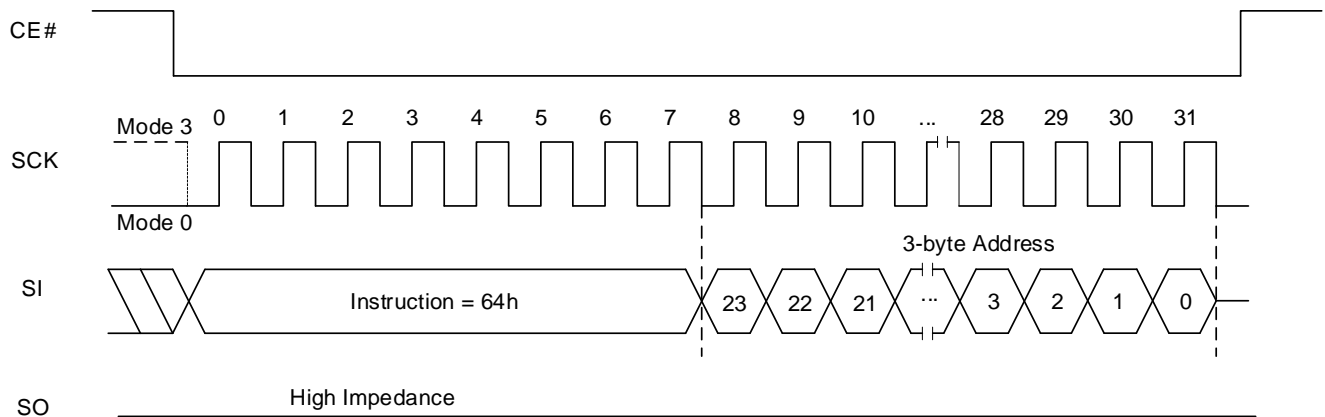 CE#
0 1 2 3 4 5 6 7 8 9 10 ... 28 29 30 31
Mode 3
SCK
Mode 0
3-byte Address
SI
Instruction = 64h 23 22 21 ... 3 2 1 0
High Impedance
SO